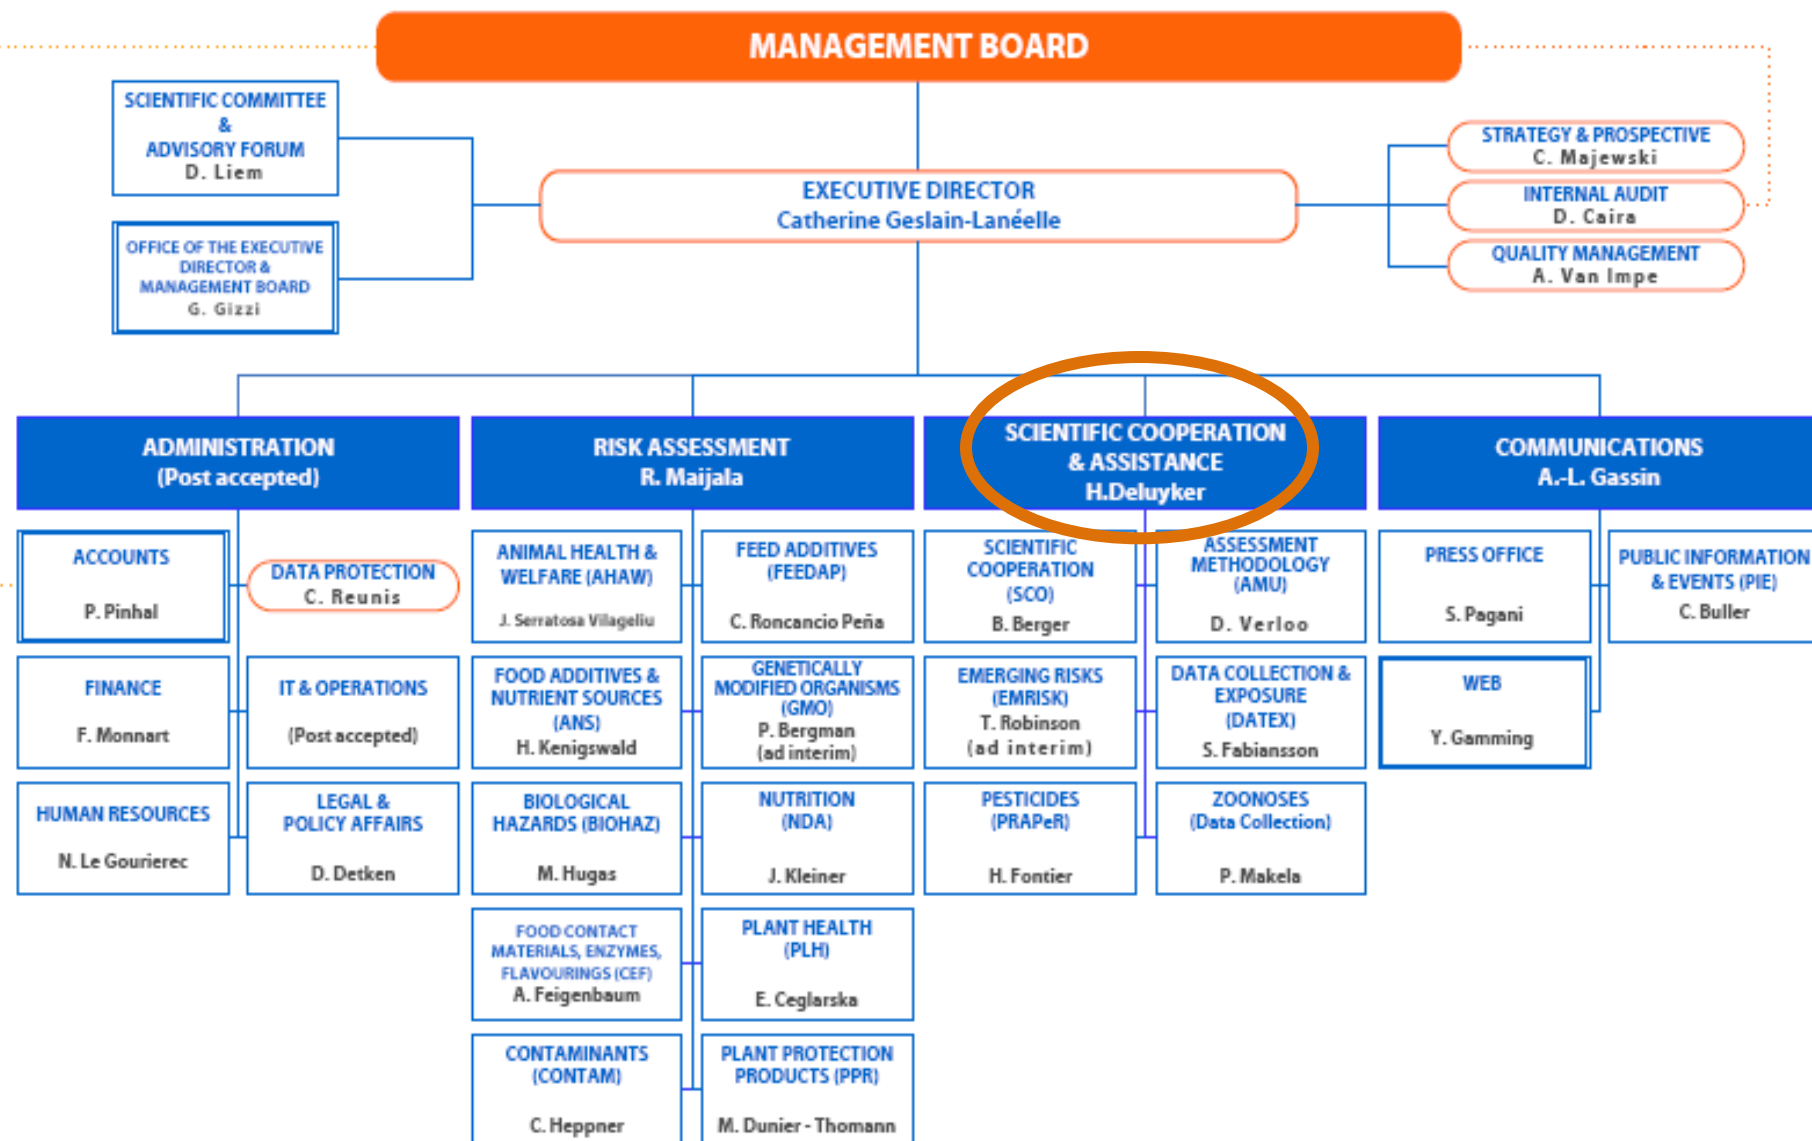 MANAGEMENT BOARD
SCIENTIFIC COMMITTEE
&
ADVISORY FORUM
D. Liem
OFFICE OF THE EXECUTIVE
DIRECTOR &
MANAGEMENT BOARD
G. Gizzi
EXECUTIVE DIRECTOR
Catherine Geslain-Lanéelle
STRATEGY & PROSPECTIVE
C. Majewski
INTERNAL AUDIT
D. Caira
QUALITY MANAGEMENT
A. Van Impe
ADMINISTRATION
(Post accepted)
ACCOUNTS
P. Pinhal
DATA PROTECTION
C. Reunis
FINANCE
F. Monnart
IT & OPERATIONS
(Post accepted)
HUMAN RESOURCES
N. Le Gourierec
LEGAL &
POLICY AFFAIRS
D. Detken
RISK ASSESSMENT
R. Maijala
ANIMAL HEALTH &
WELFARE (AHAW)
J. Serratosa Vilageliu
FEED ADDITIVES
(FEEDAP)
C. Roncancio Peña
FOOD ADDITIVES &
NUTRIENT SOURCES
(ANS)
H. Kenigswald
GENETICALLY
MODIFIED ORGANISMS
(GMO)
P. Bergman
(ad interim)
BIOLOGICAL
HAZARDS (BIOHAZ)
M. Hugas
NUTRITION
(NDA)
J. Kleiner
FOOD CONTACT
MATERIALS, ENZYMES,
FLAVOURINGS (CEF)
A. Feigenbaum
PLANT HEALTH
(PLH)
E. Ceglarska
CONTAMINANTS
(CONTAM)
C. Heppner
PLANT PROTECTION
PRODUCTS (PPR)
M. Dunier - Thomann
SCIENTIFIC COOPERATION
& ASSISTANCE
H.Deluyker
SCIENTIFIC
COOPERATION
(SCO)
B. Berger
ASSESSMENT
METHODOLOGY
(AMU)
D. Verloo
EMERGING RISKS
(EMRISK)
T. Robinson
(ad interim)
DATA COLLECTION &
EXPOSURE
(DATEX)
S. Fabiansson
PESTICIDES
(PRAPeR)
H. Fontier
ZOONOSES
(Data Collection)
P. Makela
COMMUNICATIONS
A.-L. Gassin
PRESS OFFICE
S. Pagani
PUBLIC INFORMATION
& EVENTS (PIE)
C. Buller
WEB
Y. Gamming